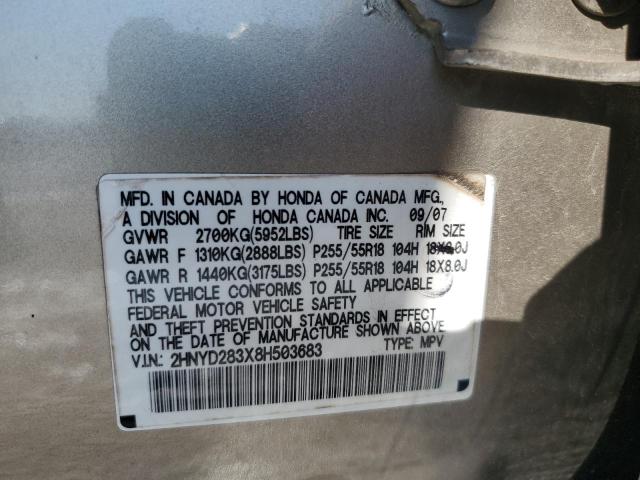 MFD. IN CANADA BY HONDA OF CANADA MFG.,
A DIVISION OF HONDA CANADA INC. 09/07
GVWR 2700KG(5952LBS) TIRE SIZE RIM SIZE
GAWR F 1310KG(2888LBS) P255/55R18 104H 18X8.0J
GAWR R 1440KG(3175LBS) P255/55R18 104H 18X8.0J
THIS VEHICLE CONFORMS TO ALL APPLICABLE
FEDERAL MOTOR VEHICLE SAFETY
AND THEFT PREVENTION STANDARDS IN EFFECT
ON THE DATE OF MANUFACTURE SHOWN ABOVE.
V.I.N.: 2HNYD283X8H503683 TYPE: MPV